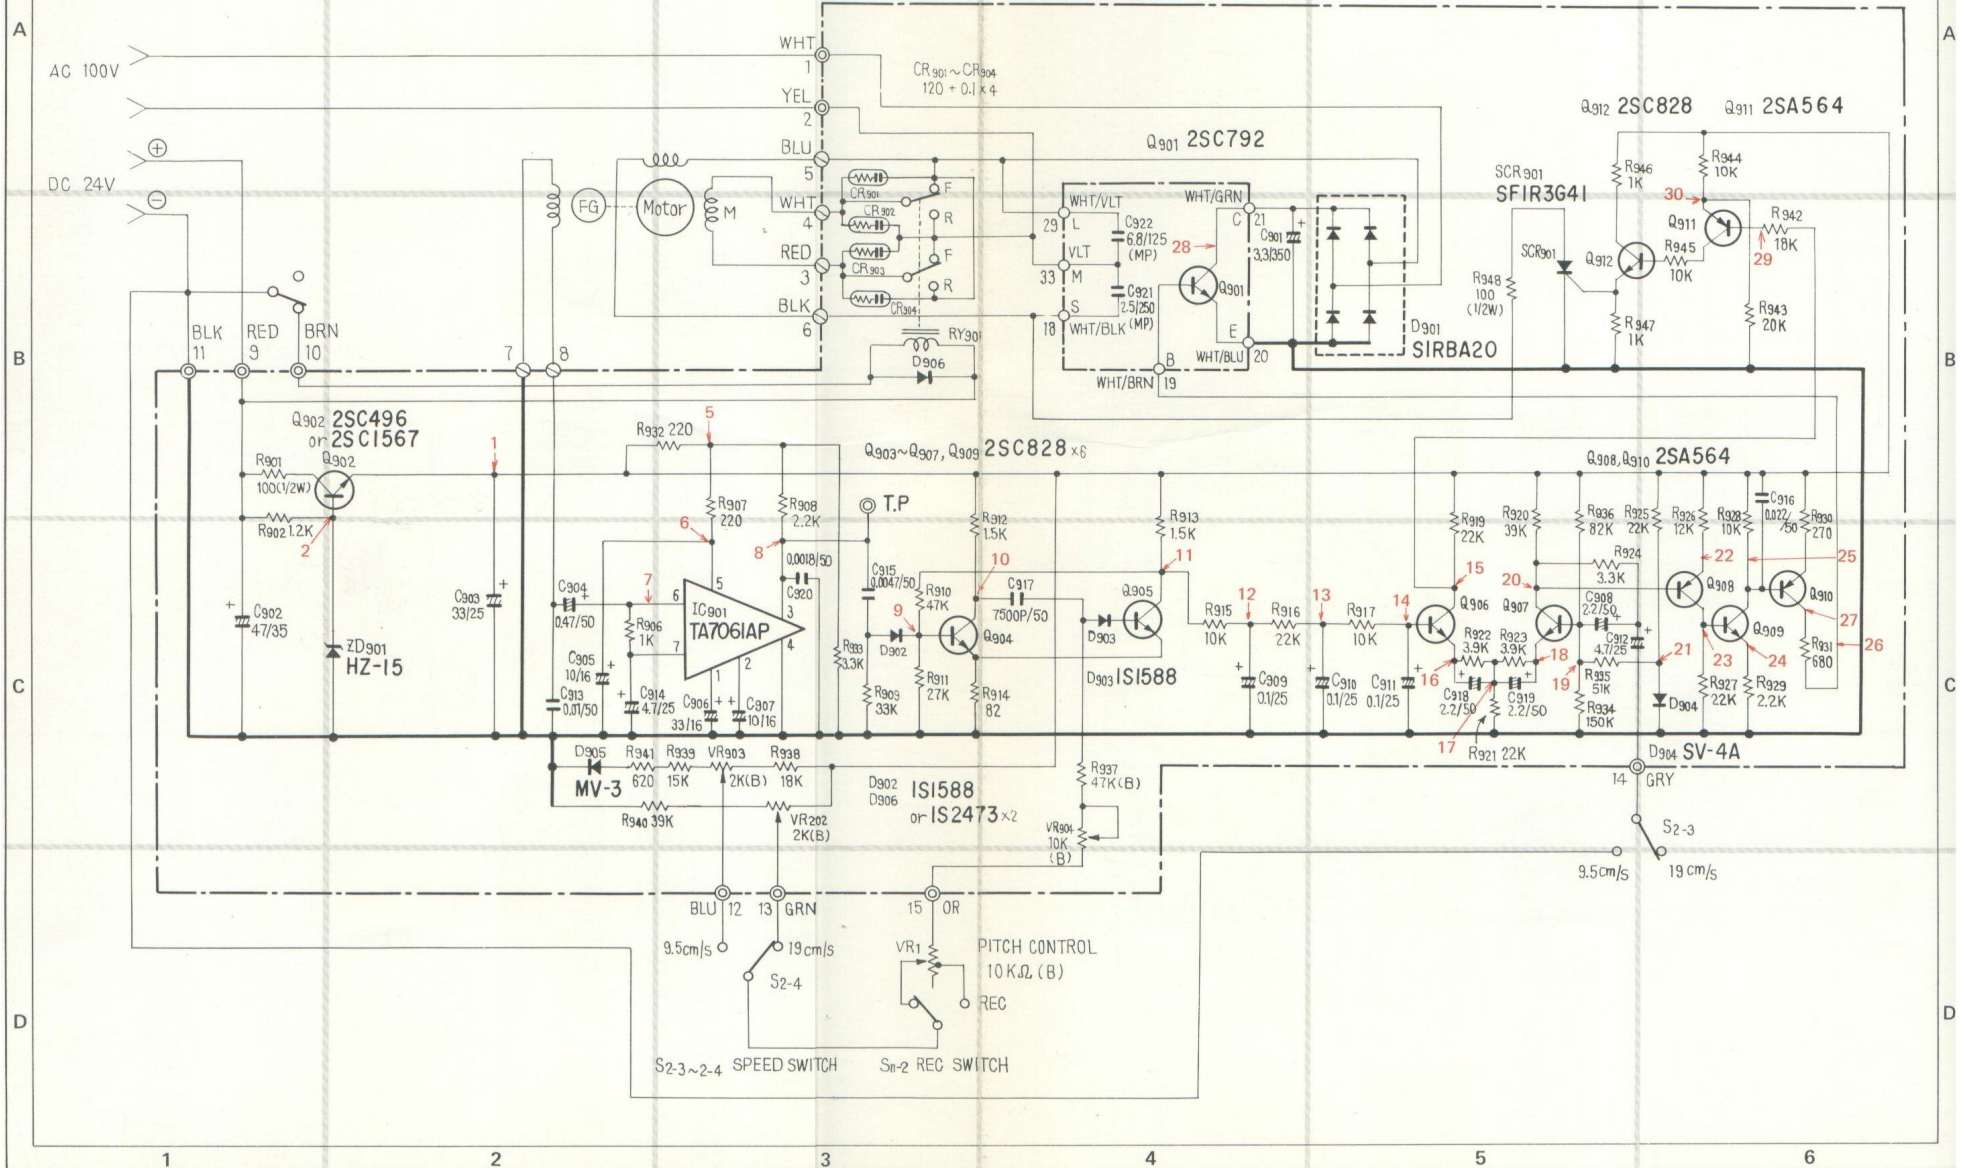 A
A
AC 100V
WHT
1
YEL
2
CR901~CR904
120 + 0.1 x 4
DC 24V
⊕
⊖
BLU
5
WHT
4
RED
3
BLK
6
FG
Motor
M
CR901
CR902
CR903
CR904
F
R
F
R
RY901
D906
Q901 2SC792
WHT/VLT
29
L
VLT
33
M
S
18
WHT/BLK
C922
6.8/125
(MP)
C921
2.5/250
(MP)
WHT/GRN
C
21
28
Q901
E
WHT/BLU
20
B
WHT/BRN
19
C901
3.3/350
D901
SIRBA20
SCR901
SFIR3G41
SCR901
R948
100
(1/2W)
Q912 2SC828
Q911 2SA564
R946
1K
R944
10K
30
Q911
R942
18K
29
Q912
R945
10K
R947
1K
R943
20K
B
B
BLK
11
RED
9
BRN
10
7
8
Q902 2SC496
or 2SC1567
R901
100(1/2W)
Q902
R902 1.2K
2
1
C902
47/35
ZD901
HZ-15
C903
33/25
R932 220
5
R907
220
R908
2.2K
6
8
7
C904
0.47/50
R906
1K
C905
10/16
C913
0.01/50
C914
4.7/25
IC901
TA7061AP
6
7
5
3
4
1
2
0.0018/50
C920
C906
33/16
C907
10/16
R933
3.3K
Q903~Q907, Q909 2SC828 x6
T.P
C915
0.0047/50
R910
47K
R912
1.5K
10
9
D902
Q904
R909
33K
R911
27K
R914
82
C917
7500P/50
R913
1.5K
11
Q905
D903
D903 1S1588
R915
10K
12
R916
22K
13
R917
10K
14
C909
0.1/25
C910
0.1/25
C911
0.1/25
Q908, Q910 2SA564
R919
22K
R920
39K
R936
82K
R925
22K
R926
12K
R928
10K
C916
0.022/50
R930
270
R924
3.3K
15
20
22
25
Q906
Q907
C908
2.2/50
C912
4.7/25
Q908
Q909
Q910
27
26
R922
3.9K
R923
3.9K
16
18
19
21
23
24
R931
680
C918
2.2/50
C919
2.2/50
17
R921 22K
R935
51K
R934
150K
D904
R927
22K
R929
2.2K
C
C
D904 SV-4A
14
GRY
S2-3
9.5cm/s
19cm/s
D905
MV-3
R941
620
R939
15K
VR903
2K(B)
R938
18K
R940 39K
VR202
2K(B)
D902
D906
1S1588
or 1S2473 x2
R937
47K(B)
VR904
10K
(B)
BLU
12
13
GRN
15
OR
9.5cm/s
19cm/s
S2-4
VR1
PITCH CONTROL
10KΩ (B)
REC
D
D
S2-3~2-4 SPEED SWITCH
S11-2 REC SWITCH
1
2
3
4
5
6